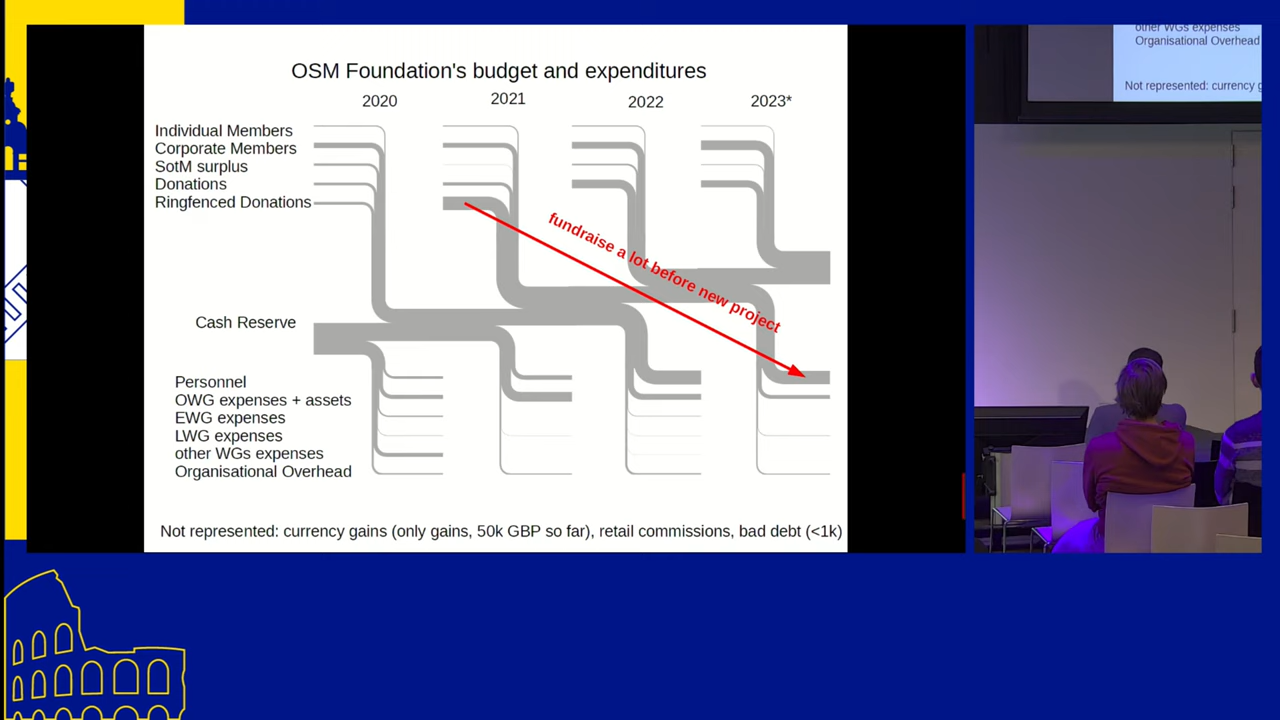 OSM Foundation's budget and expenditures
2020 2021 2022 2023*
Individual Members
Corporate Members
SotM surplus
Donations
Ringfenced Donations
fundraise a lot before new project
Cash Reserve
Personnel
OWG expenses + assets
EWG expenses
LWG expenses
other WGs expenses
Organisational Overhead
Not represented: currency gains (only gains, 50k GBP so far), retail commissions, bad debt (<1k)
other WGs expenses
Organisational Overhead
Not represented: currency g